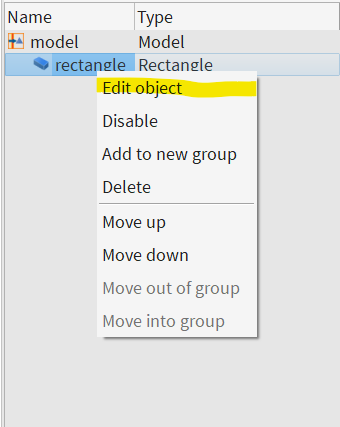 Name Type
model Model
rectangle Rectangle
Edit object
Disable
Add to new group
Delete
Move up
Move down
Move out of group
Move into group